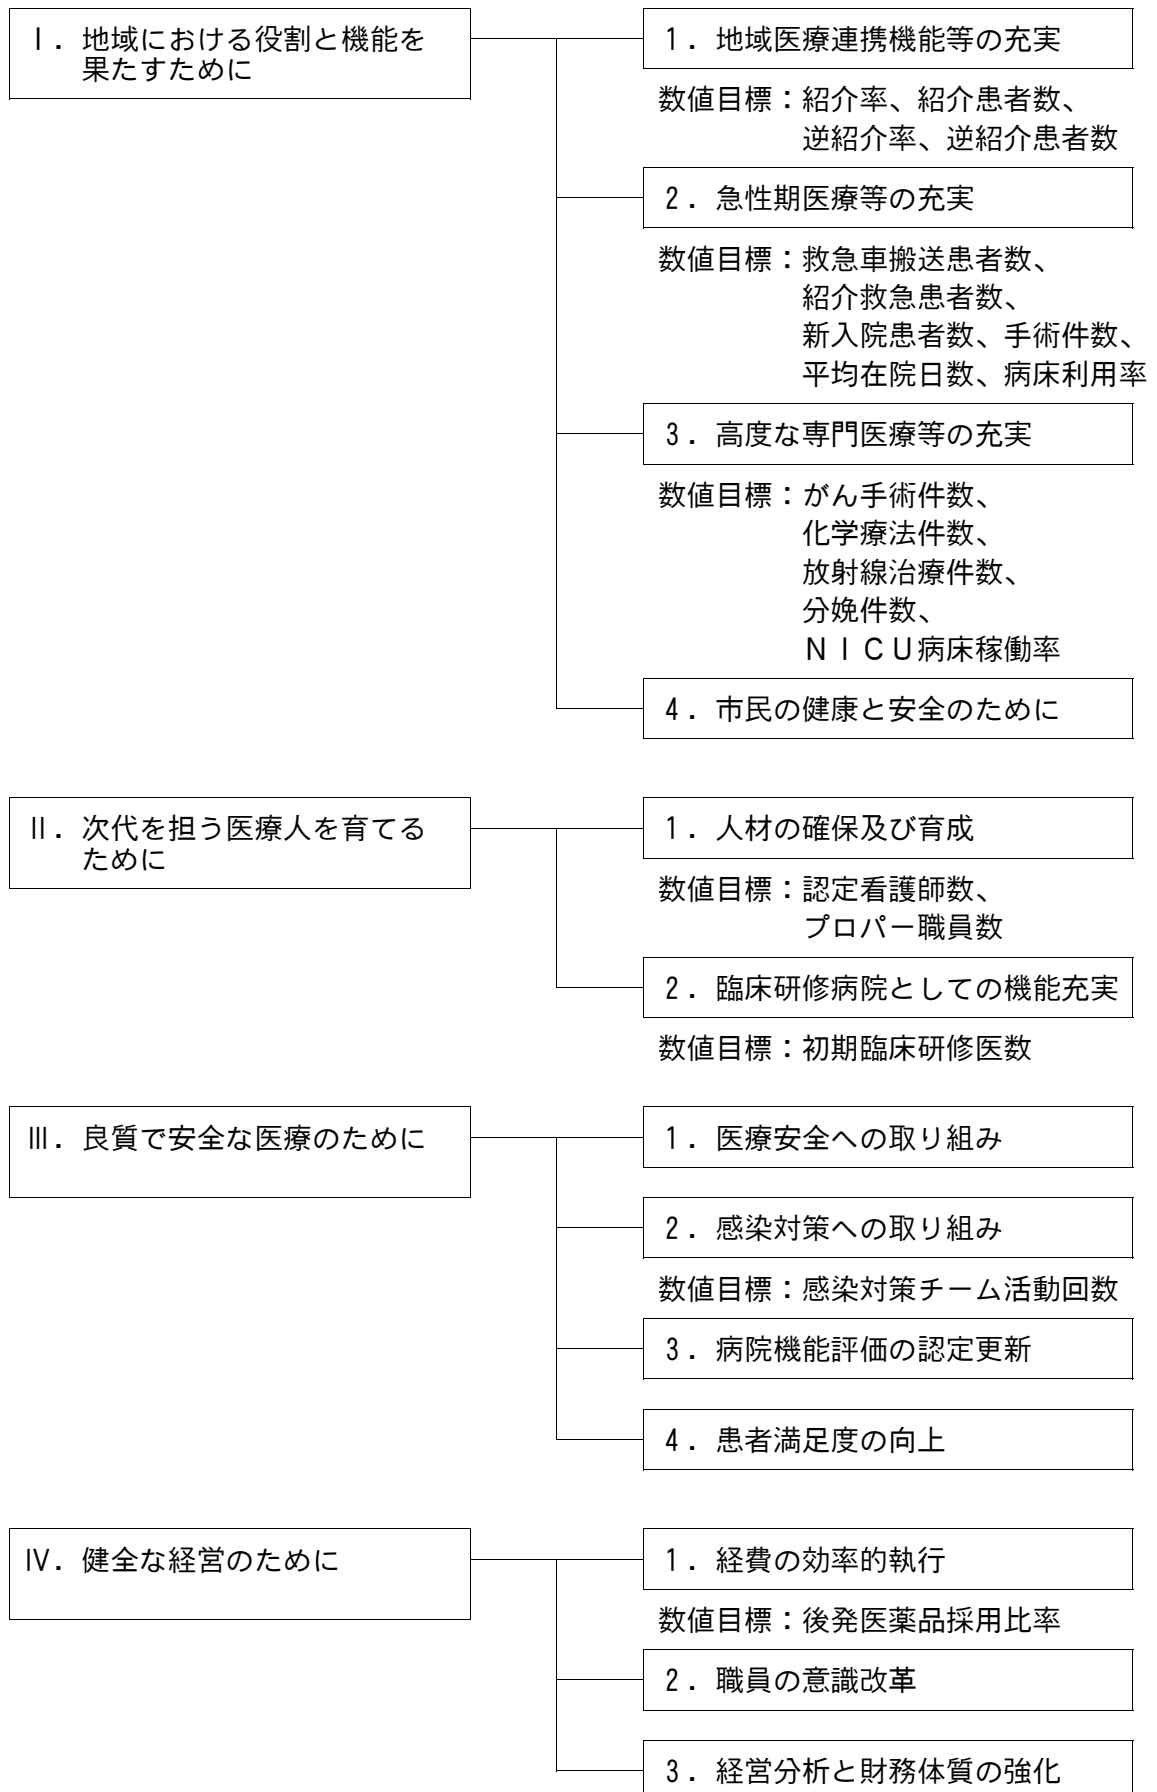 Ⅰ．地域における役割と機能を
果たすために
１．地域医療連携機能等の充実
数値目標：紹介率、紹介患者数、
逆紹介率、逆紹介患者数
２．急性期医療等の充実
数値目標：救急車搬送患者数、
紹介救急患者数、
新入院患者数、手術件数、
平均在院日数、病床利用率
３．高度な専門医療等の充実
数値目標：がん手術件数、
化学療法件数、
放射線治療件数、
分娩件数、
ＮＩＣＵ病床稼働率
４．市民の健康と安全のために
Ⅱ．次代を担う医療人を育てる
ために
１．人材の確保及び育成
数値目標：認定看護師数、
プロパー職員数
２．臨床研修病院としての機能充実
数値目標：初期臨床研修医数
Ⅲ．良質で安全な医療のために
１．医療安全への取り組み
２．感染対策への取り組み
数値目標：感染対策チーム活動回数
３．病院機能評価の認定更新
４．患者満足度の向上
Ⅳ．健全な経営のために
１．経費の効率的執行
数値目標：後発医薬品採用比率
２．職員の意識改革
３．経営分析と財務体質の強化